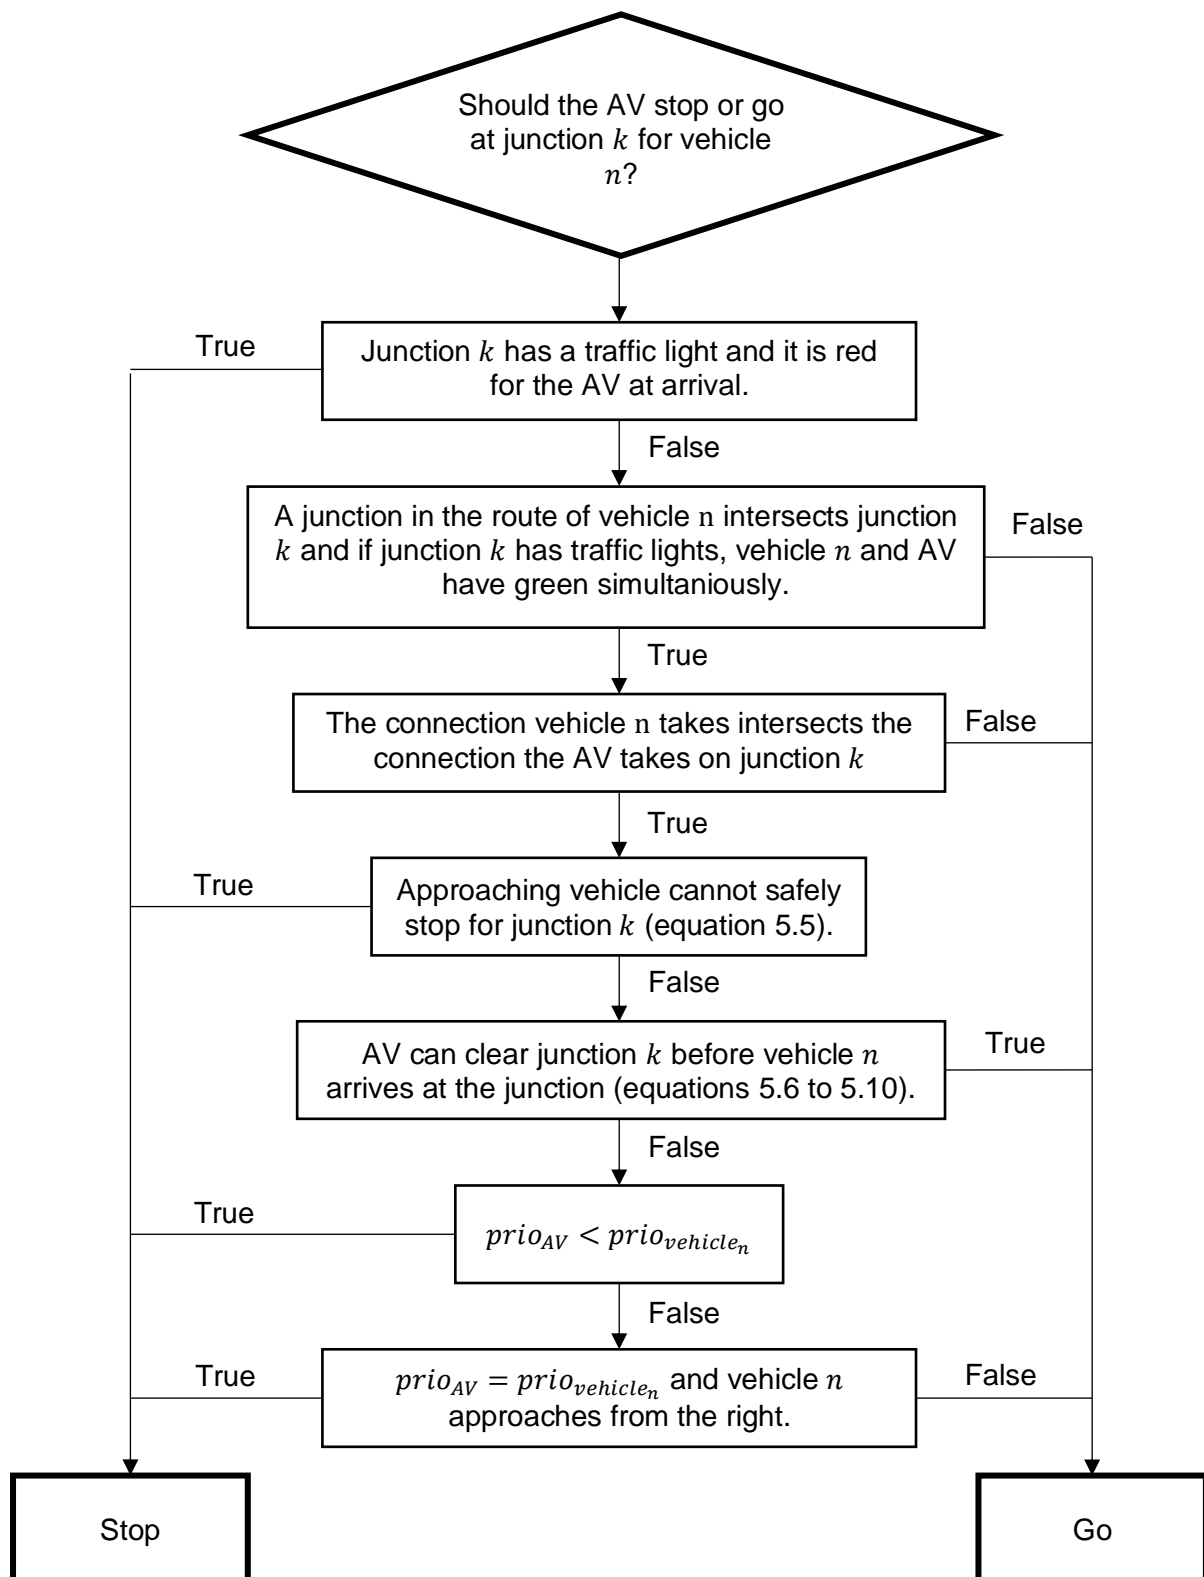 Should the AV stop or go
at junction k for vehicle
n?
True
Junction k has a traffic light and it is red
for the AV at arrival.
False
A junction in the route of vehicle n intersects junction
k and if junction k has traffic lights, vehicle n and AV
have green simultaniously.
False
True
The connection vehicle n takes intersects the
connection the AV takes on junction k
False
True
True
Approaching vehicle cannot safely
stop for junction k (equation 5.5).
False
AV can clear junction k before vehicle n
arrives at the junction (equations 5.6 to 5.10).
True
False
True
prio_AV < prio_vehicle_n
False
True
prio_AV = prio_vehicle_n and vehicle n
approaches from the right.
False
Stop
Go